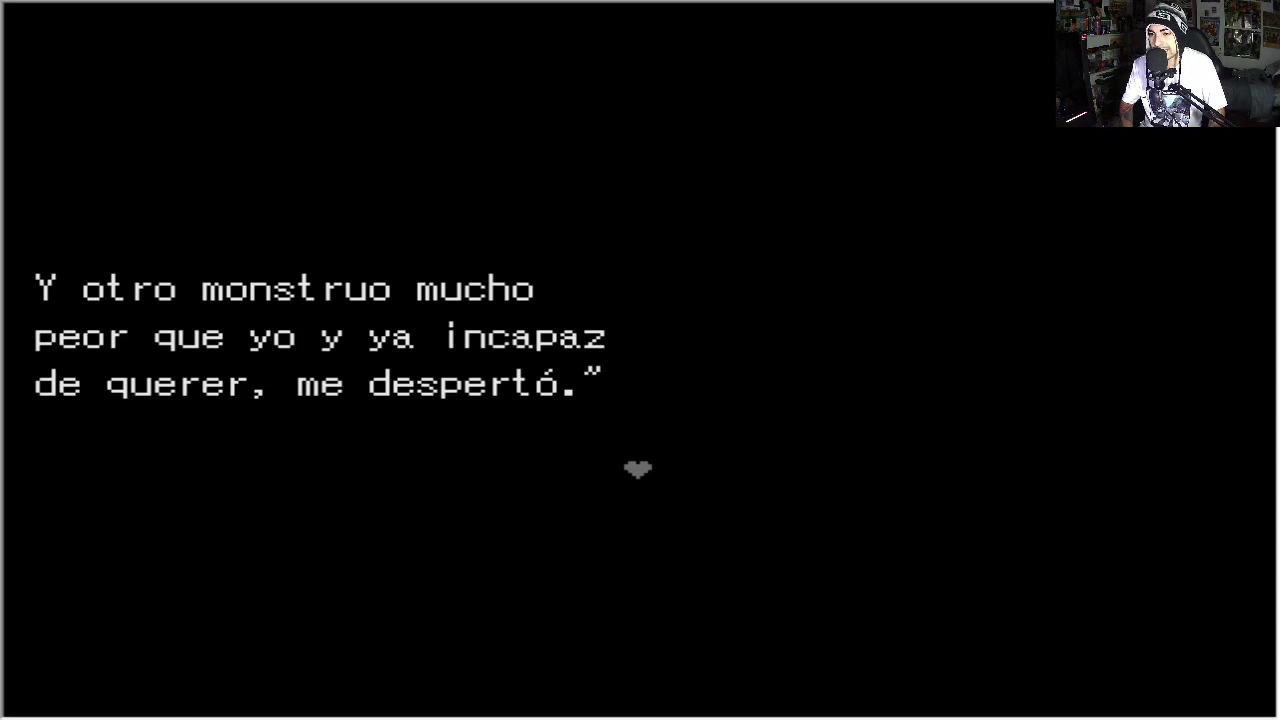 Y otro monstruo mucho
peor que yo y ya incapaz
de querer, me despertó.”